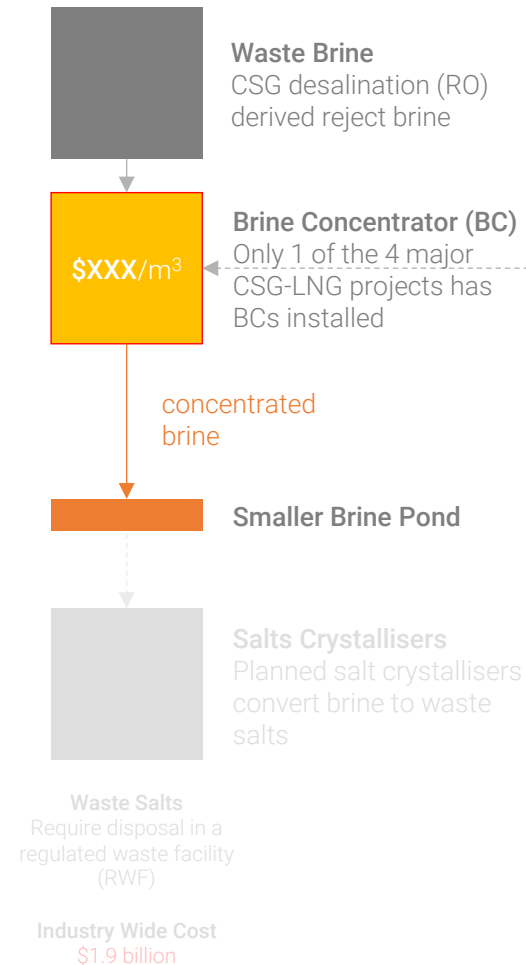 Waste Brine
CSG desalination (RO)
derived reject brine
Brine Concentrator (BC)
$XXX/m³
Only 1 of the 4 major
CSG-LNG projects has
BCs installed
concentrated
brine
Smaller Brine Pond
Salts Crystallisers
Planned salt crystallisers
convert brine to waste
salts
Waste Salts
Require disposal in a
regulated waste facility
(RWF)
Industry Wide Cost
$1.9 billion